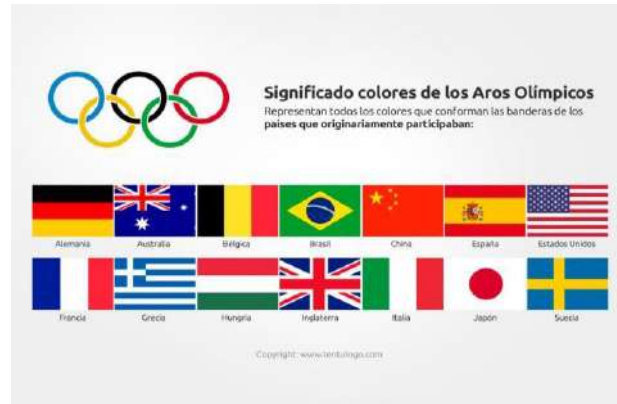 Significado colores de los Aros Olímpicos
Representan todos los colores que conforman las banderas de los
países que originariamente participaban:
Alemania Australia Bélgica Brasil China España Estados Unidos
Francia Grecia Hungria Inglaterra Italia Japón Suecia
Copyright: www.tentulogo.com